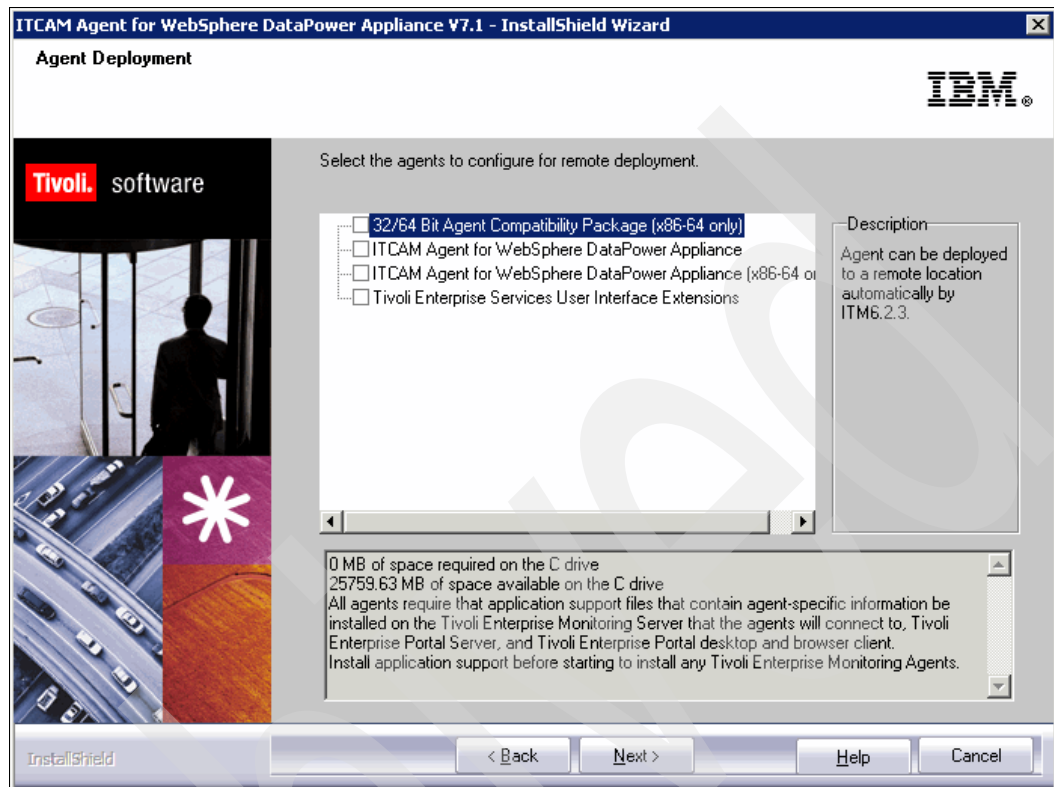 ITCAM Agent for WebSphere DataPower Appliance V7.1 - InstallShield Wizard
Agent Deployment
IBM®
Tivoli. software
Select the agents to configure for remote deployment.
32/64 Bit Agent Compatibility Package (x86-64 only)
ITCAM Agent for WebSphere DataPower Appliance
ITCAM Agent for WebSphere DataPower Appliance (x86-64 o
Tivoli Enterprise Services User Interface Extensions
Description
Agent can be deployed
to a remote location
automatically by
ITM6.2.3.
0 MB of space required on the C drive
25759.63 MB of space available on the C drive
All agents require that application support files that contain agent-specific information be
installed on the Tivoli Enterprise Monitoring Server that the agents will connect to, Tivoli
Enterprise Portal Server, and Tivoli Enterprise Portal desktop and browser client.
Install application support before starting to install any Tivoli Enterprise Monitoring Agents.
InstallShield
< Back
Next >
Help
Cancel